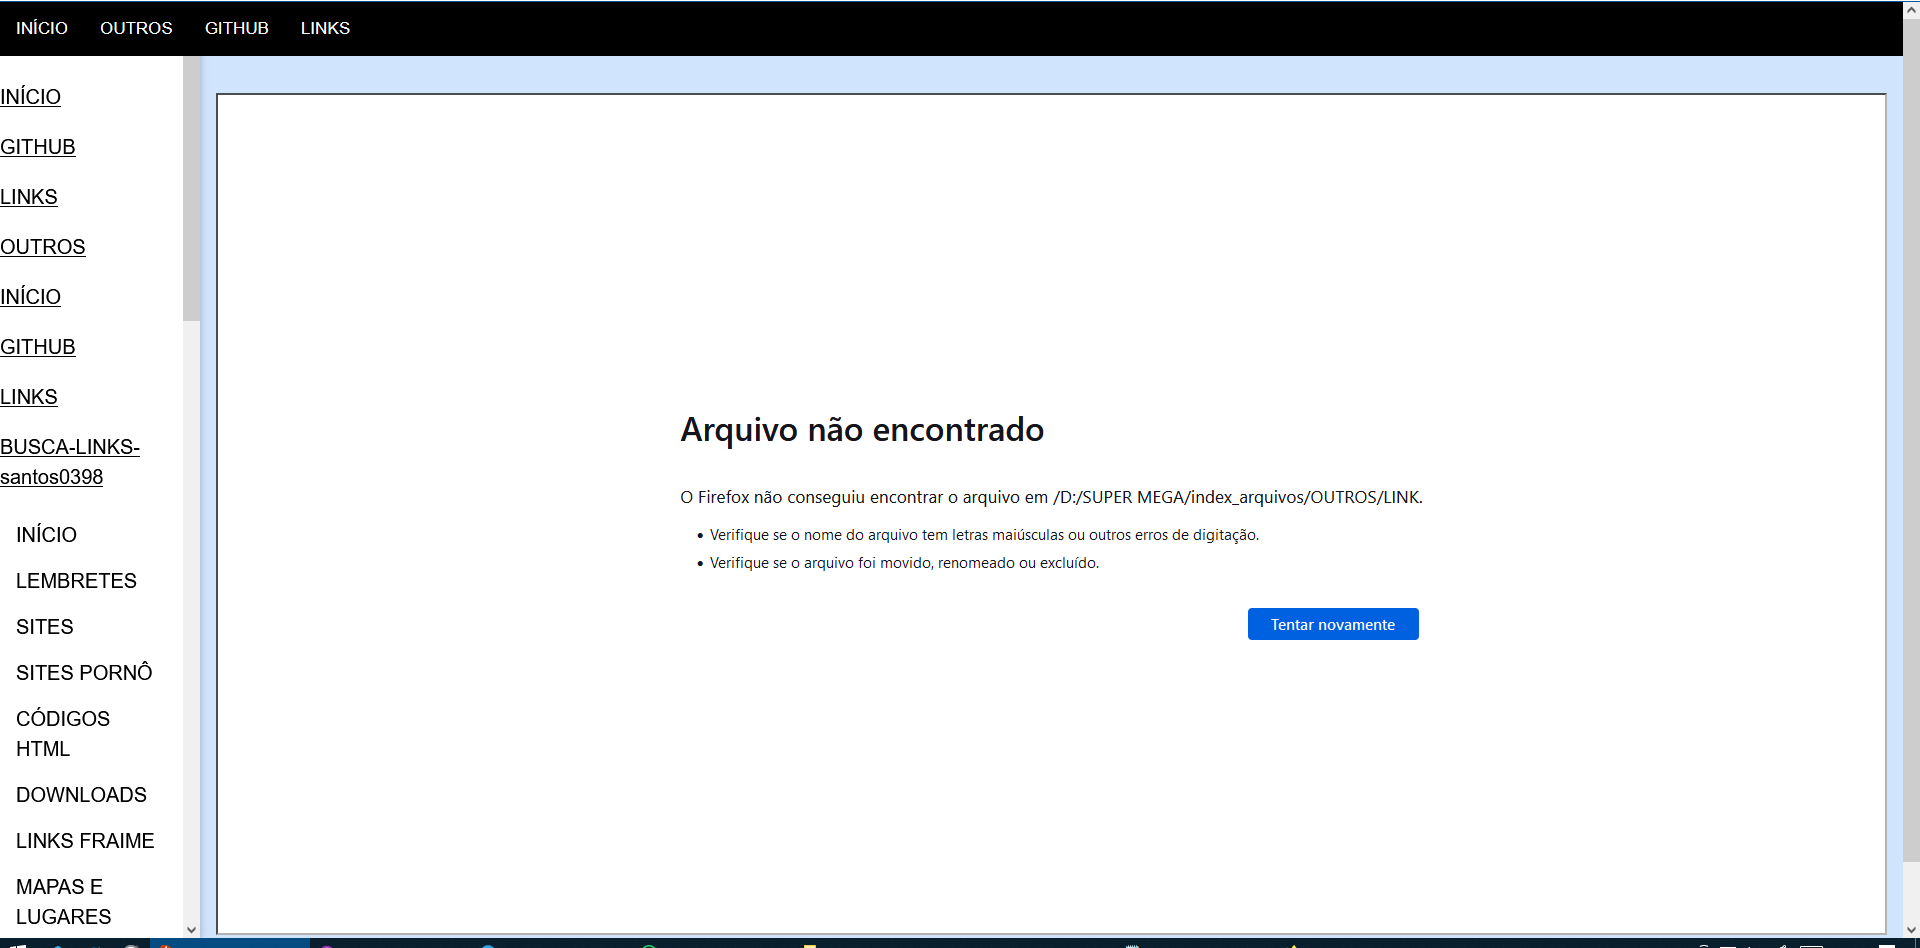 INÍCIO OUTROS GITHUB LINKS
INÍCIO
GITHUB
LINKS
OUTROS
INÍCIO
GITHUB
LINKS
BUSCA-LINKS-
santos0398
INÍCIO
LEMBRETES
SITES
SITES PORNÔ
CÓDIGOS
HTML
DOWNLOADS
LINKS FRAIME
MAPAS E
LUGARES
Arquivo não encontrado
O Firefox não conseguiu encontrar o arquivo em /D:/SUPER MEGA/index_arquivos/OUTROS/LINK.
Verifique se o nome do arquivo tem letras maiúsculas ou outros erros de digitação.
Verifique se o arquivo foi movido, renomeado ou excluído.
Tentar novamente